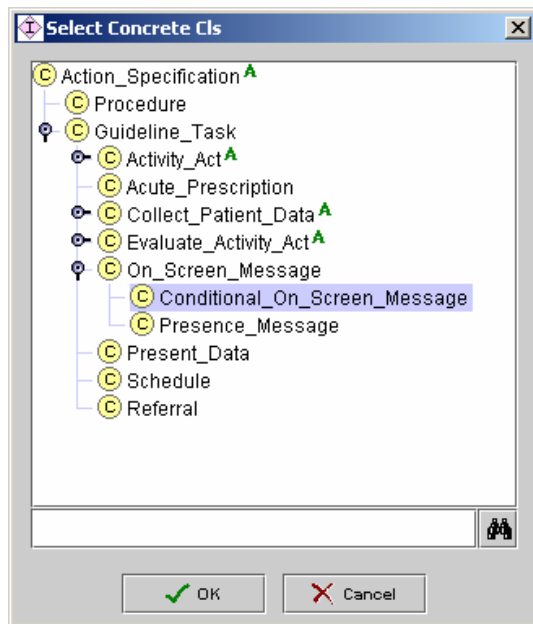 Select Concrete Cls
C Action_Specification A
C Procedure
C Guideline_Task
C Activity_Act A
C Acute_Prescription
C Collect_Patient_Data A
C Evaluate_Activity_Act A
C On_Screen_Message
C Conditional_On_Screen_Message
C Presence_Message
C Present_Data
C Schedule
C Referral
OK Cancel